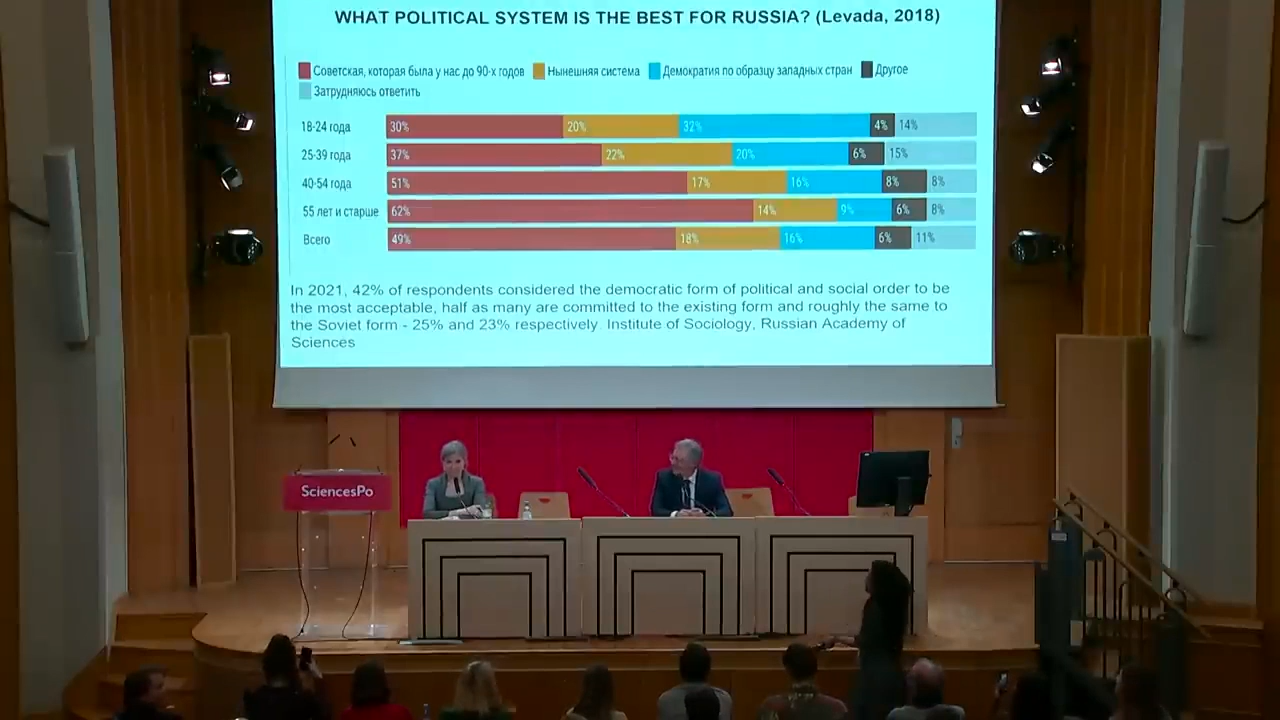 WHAT POLITICAL SYSTEM IS THE BEST FOR RUSSIA? (Levada, 2018)
Советская, которая была у нас до 90-х годов Нынешняя система Демократия по образцу западных стран Другое
Затрудняюсь ответить
18-24 года 30% 20% 32% 4% 14%
25-39 года 37% 22% 20% 6% 15%
40-54 года 51% 17% 16% 8% 8%
55 лет и старше 62% 14% 9% 6% 8%
Всего 49% 18% 16% 6% 11%
In 2021, 42% of respondents considered the democratic form of political and social order to be
the most acceptable, half as many are committed to the existing form and roughly the same to
the Soviet form - 25% and 23% respectively. Institute of Sociology, Russian Academy of
Sciences
SciencesPo